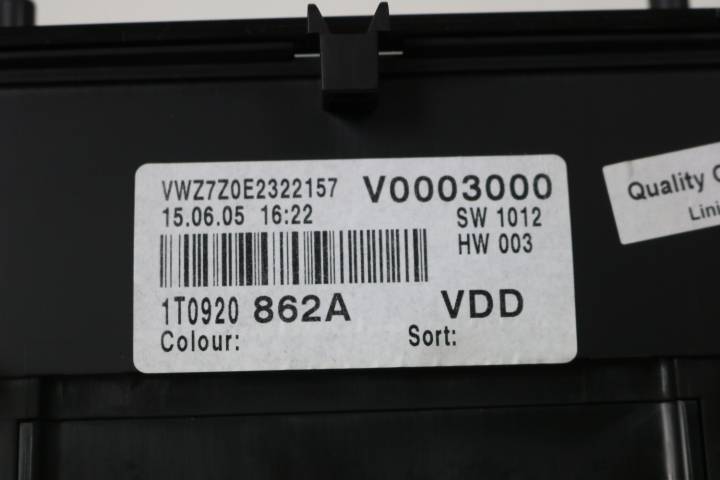 VWZ7Z0E2322157 V0003000
15.06.05 16:22 SW 1012
HW 003
1T0920 862A VDD
Colour: Sort:
Quality